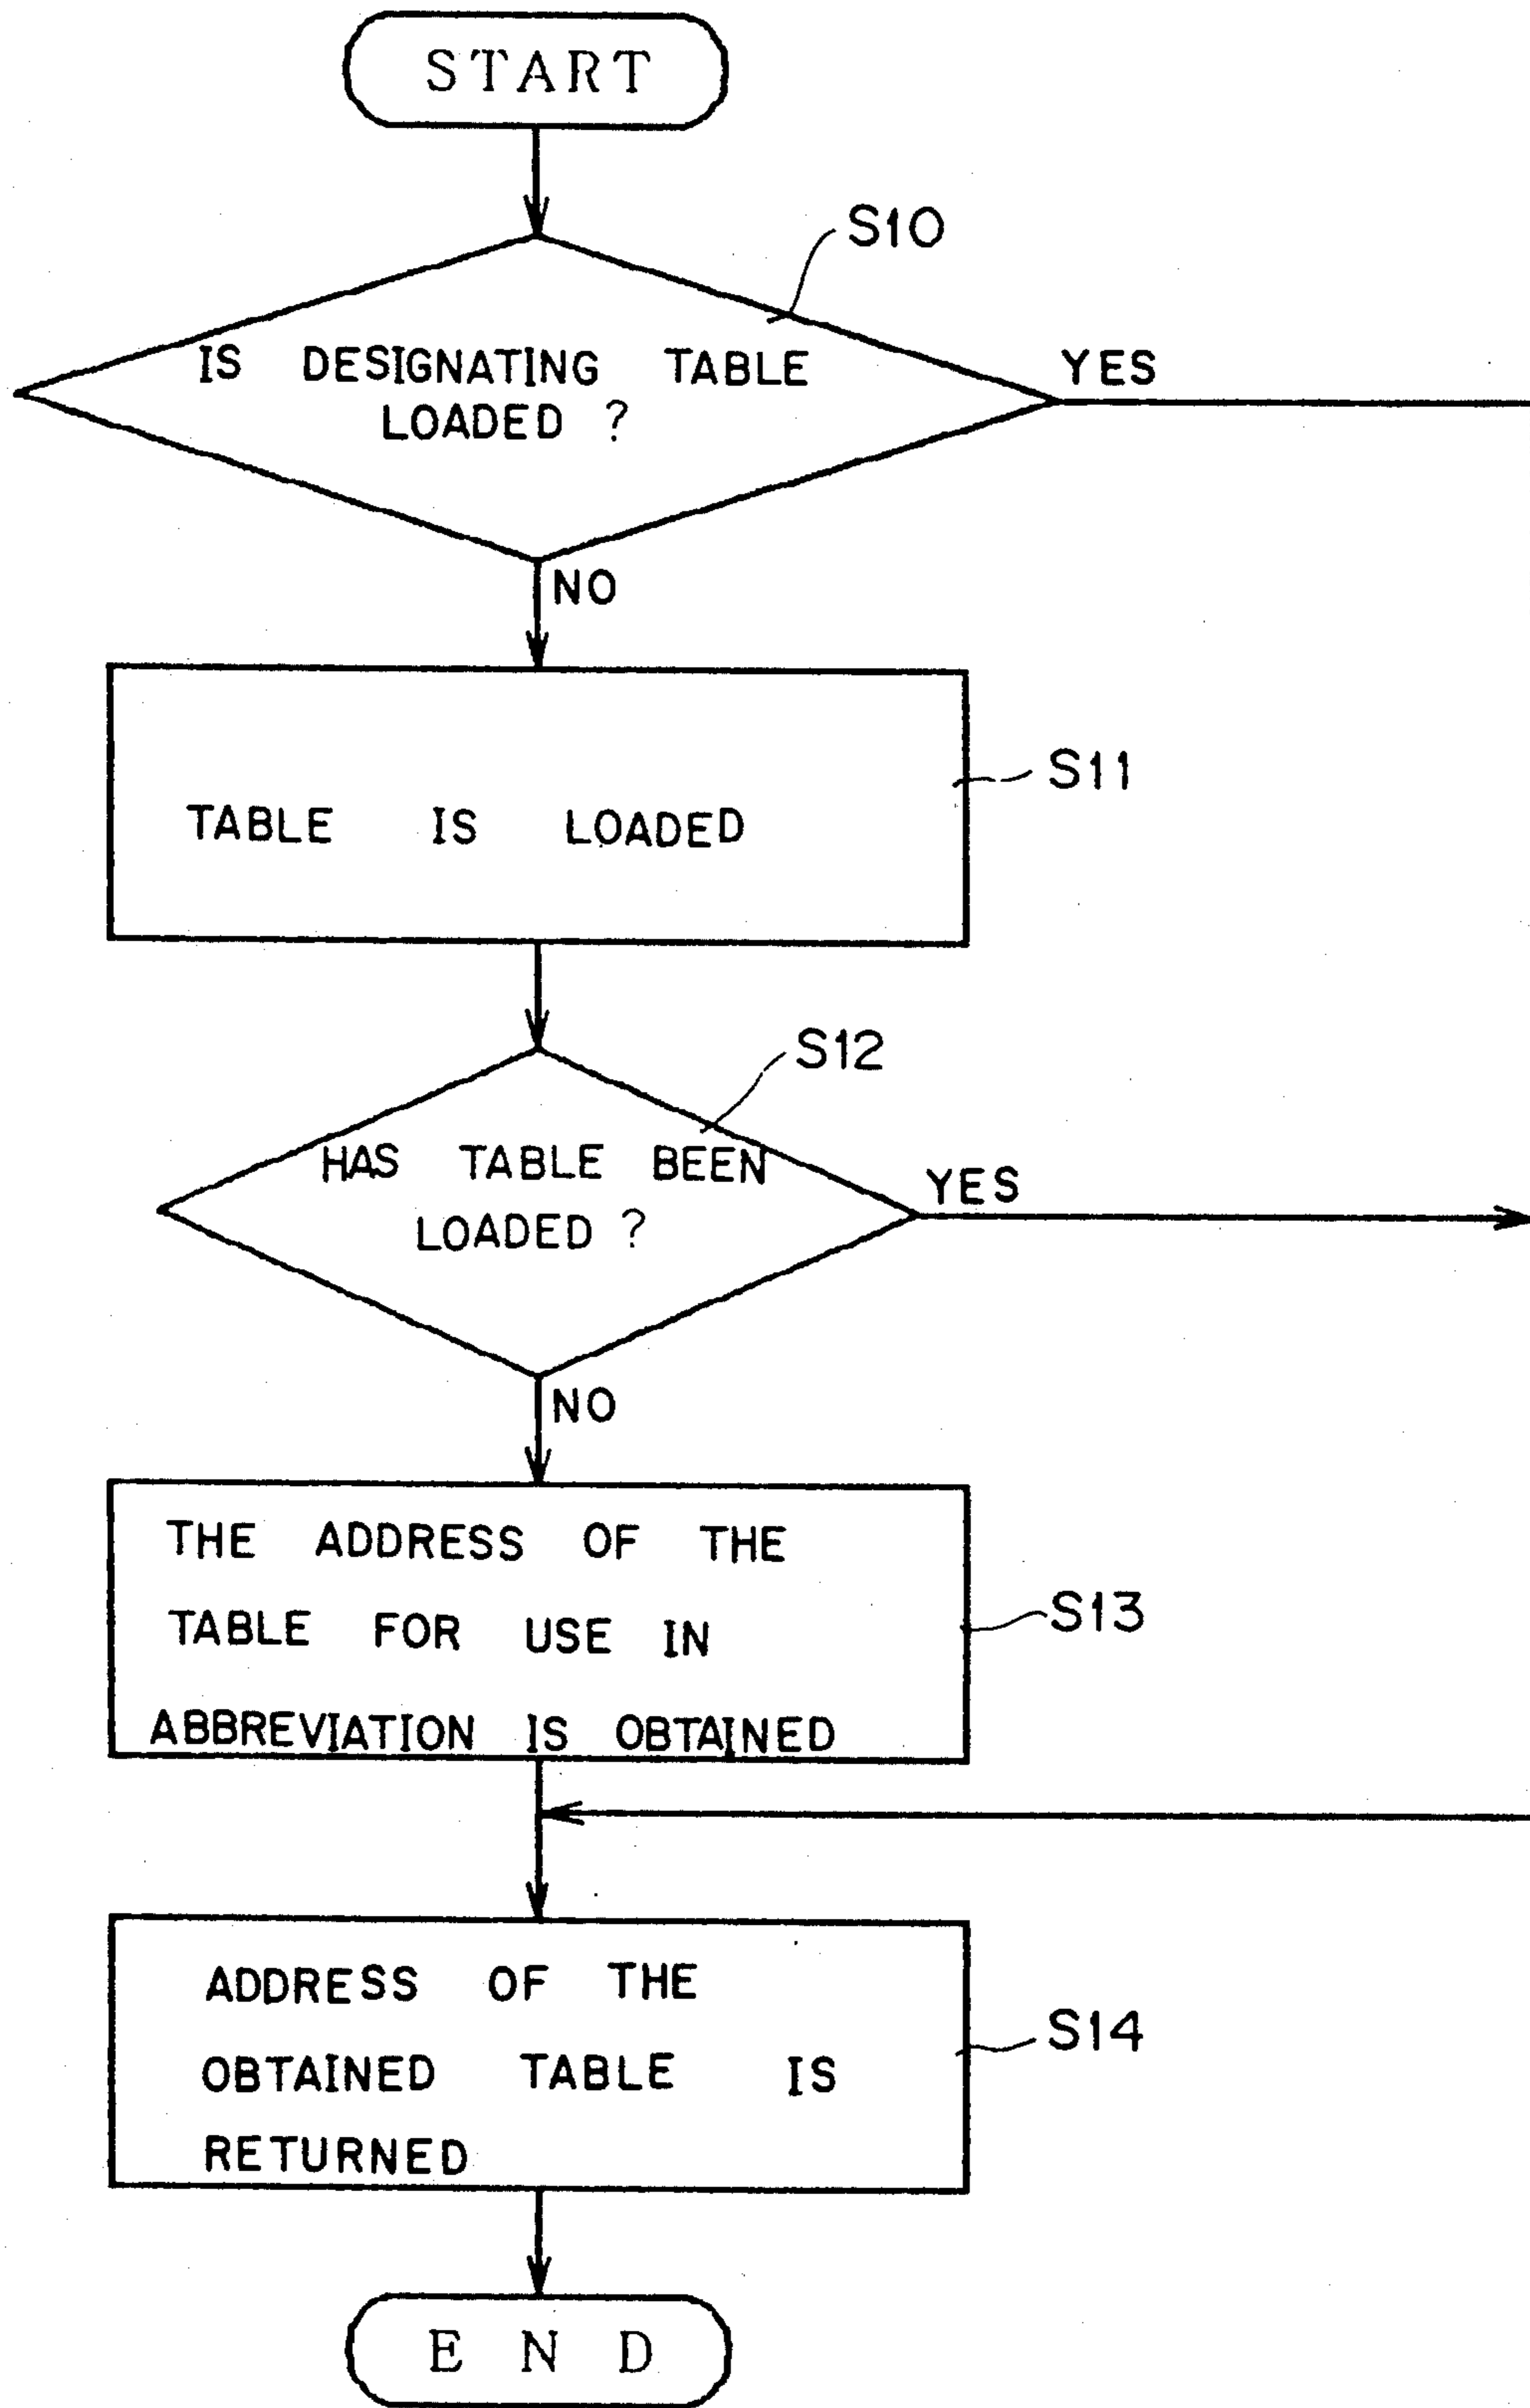 START
S10
IS DESIGNATING TABLE
LOADED ?
YES
NO
S11
TABLE IS LOADED
S12
HAS TABLE BEEN
LOADED ?
YES
NO
THE ADDRESS OF THE
TABLE FOR USE IN
ABBREVIATION IS OBTAINED
S13
ADDRESS OF THE
OBTAINED TABLE IS
RETURNED
S14
END